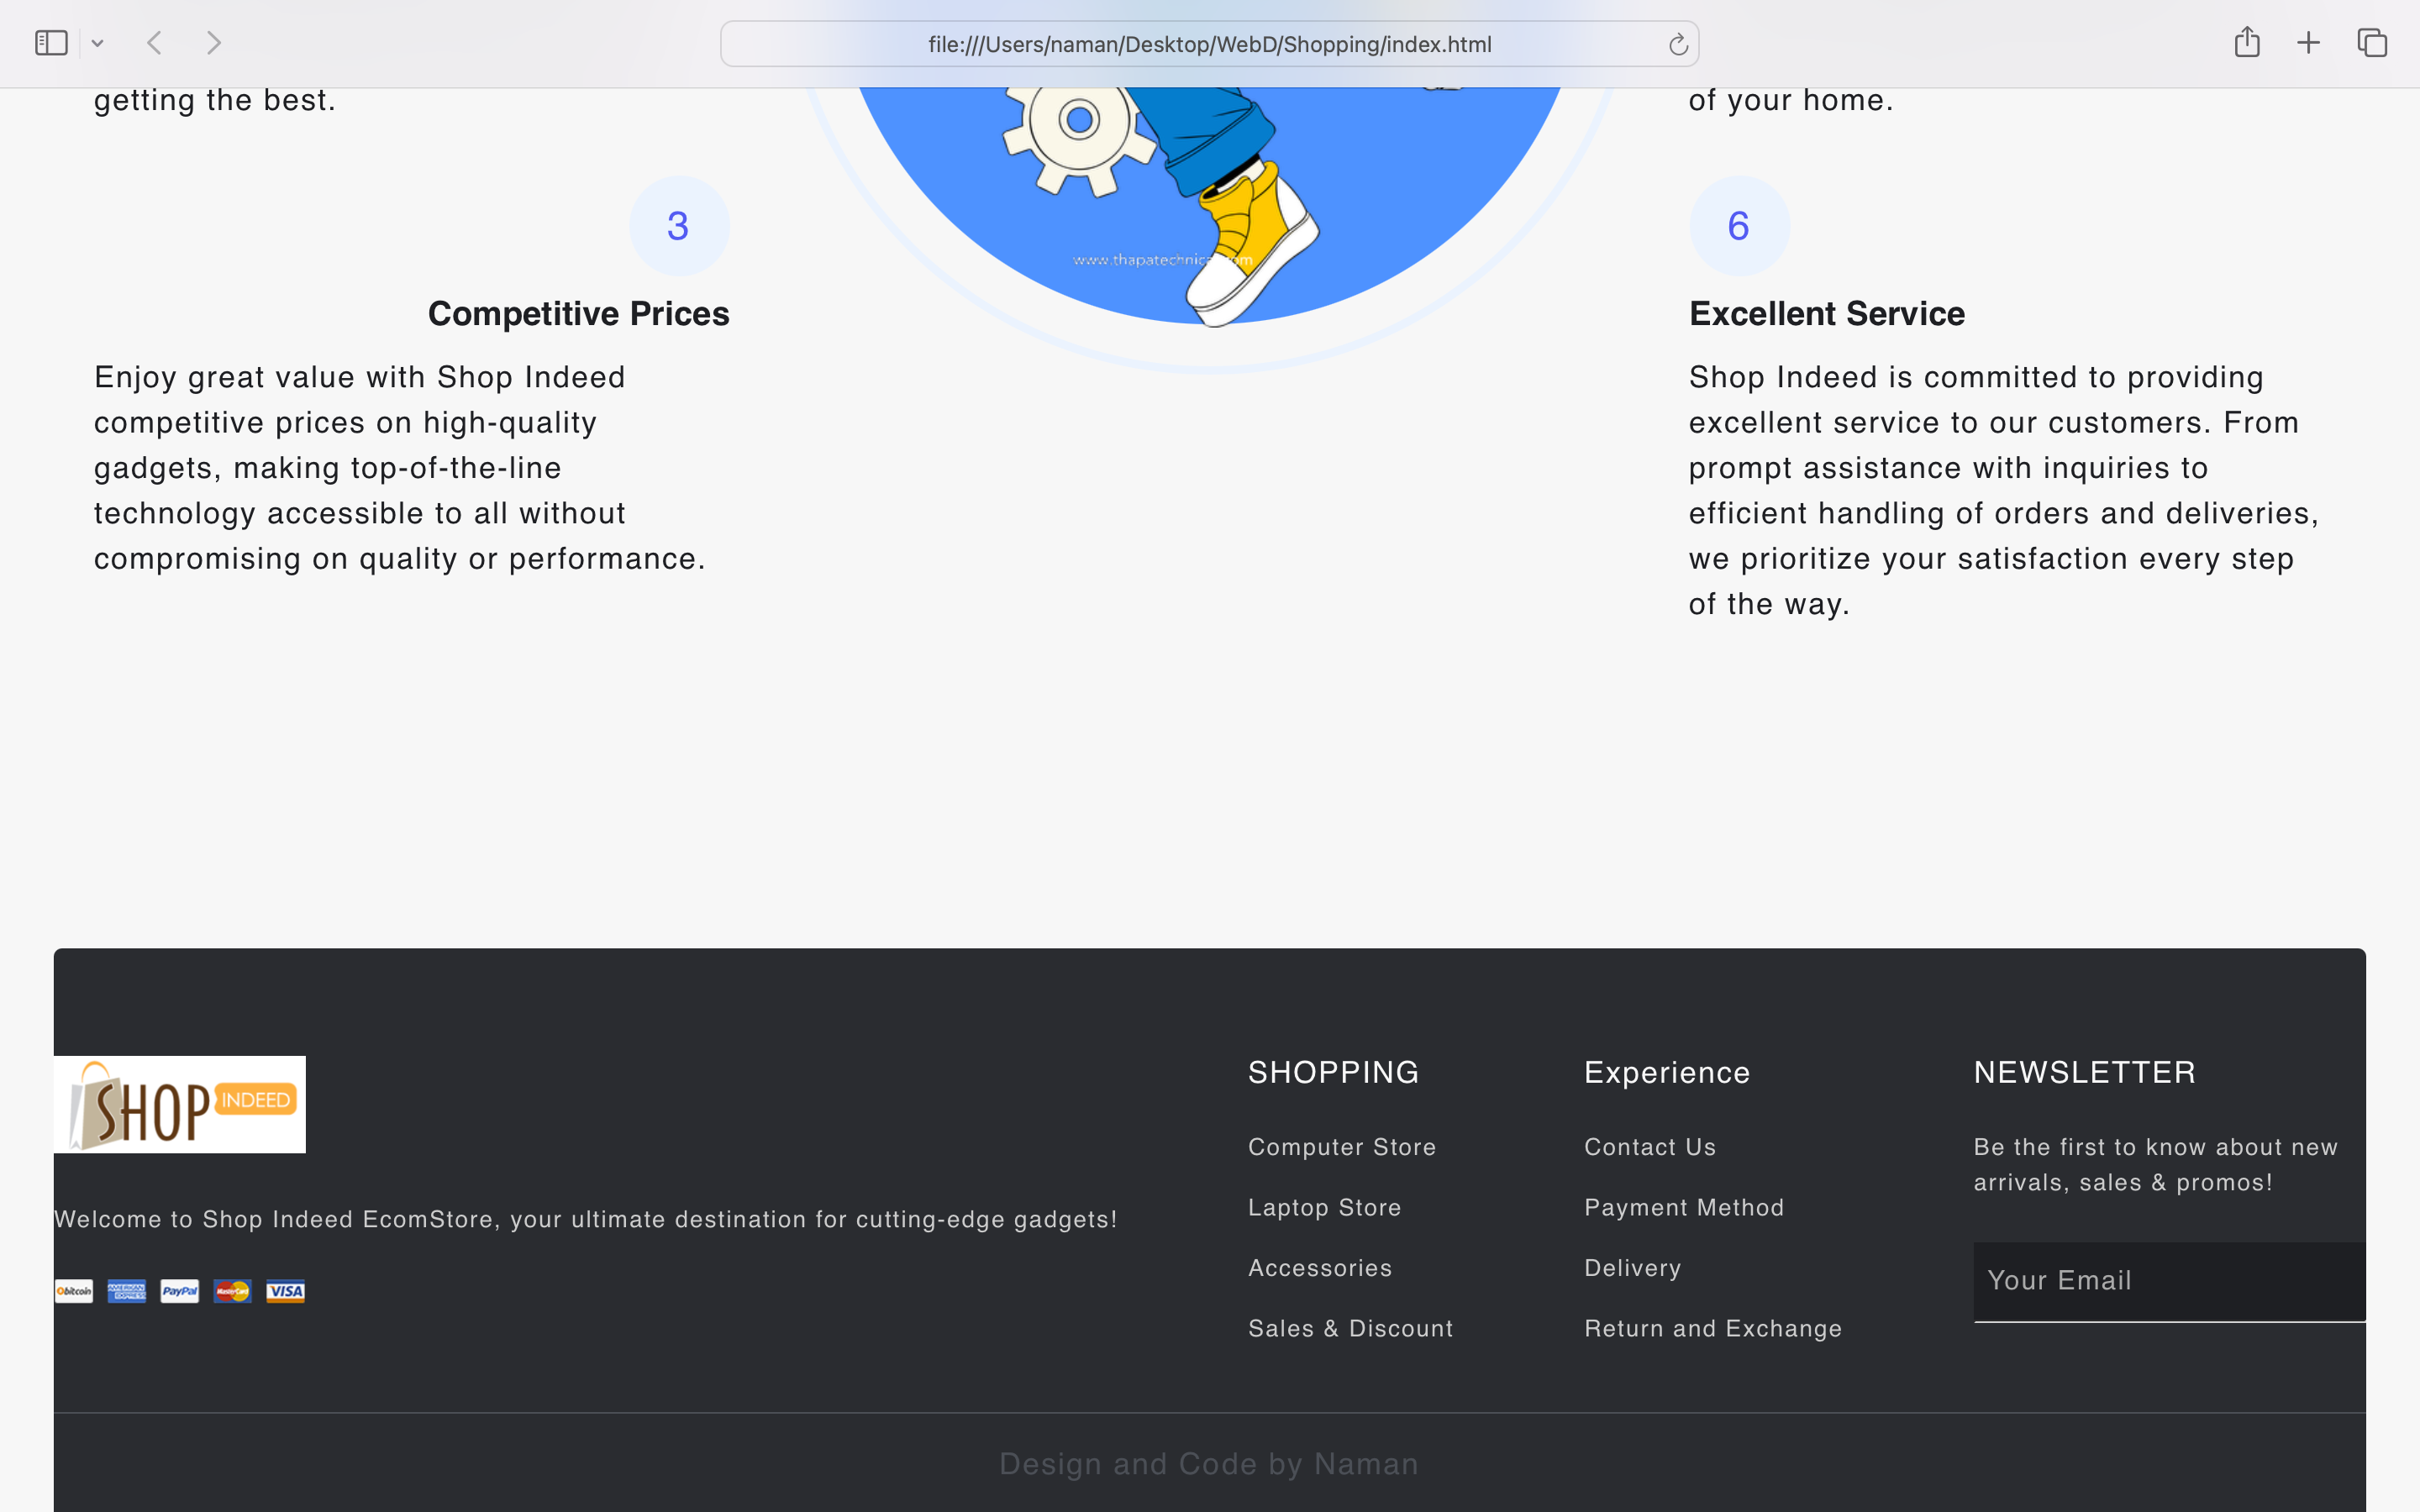 file:///Users/naman/Desktop/WebD/Shopping/index.html
getting the best.
3
Competitive Prices
Enjoy great value with Shop Indeed
competitive prices on high-quality
gadgets, making top-of-the-line
technology accessible to all without
compromising on quality or performance.
of your home.
6
Excellent Service
Shop Indeed is committed to providing
excellent service to our customers. From
prompt assistance with inquiries to
efficient handling of orders and deliveries,
we prioritize your satisfaction every step
of the way.
SHOP INDEED
Welcome to Shop Indeed EcomStore, your ultimate destination for cutting-edge gadgets!
bitcoin AMERICAN EXPRESS PayPal MasterCard VISA
SHOPPING
Computer Store
Laptop Store
Accessories
Sales & Discount
Experience
Contact Us
Payment Method
Delivery
Return and Exchange
NEWSLETTER
Be the first to know about new
arrivals, sales & promos!
Your Email
Design and Code by Naman